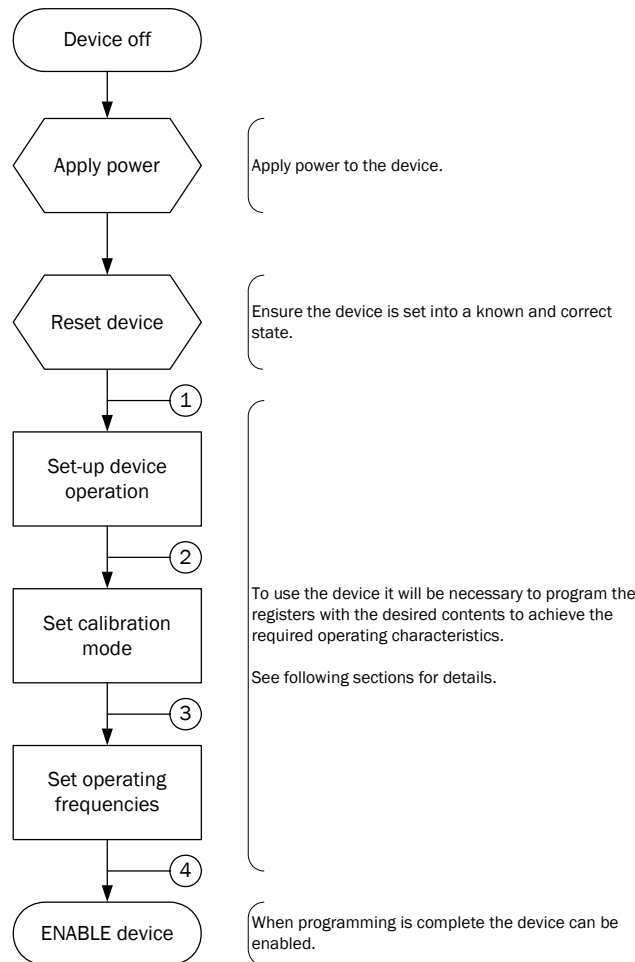 Device off
Apply power
Apply power to the device.
Reset device
Ensure the device is set into a known and correct
state.
1
Set-up device
operation
2
Set calibration
mode
To use the device it will be necessary to program the
registers with the desired contents to achieve the
required operating characteristics.
See following sections for details.
3
Set operating
frequencies
4
ENABLE device
When programming is complete the device can be
enabled.